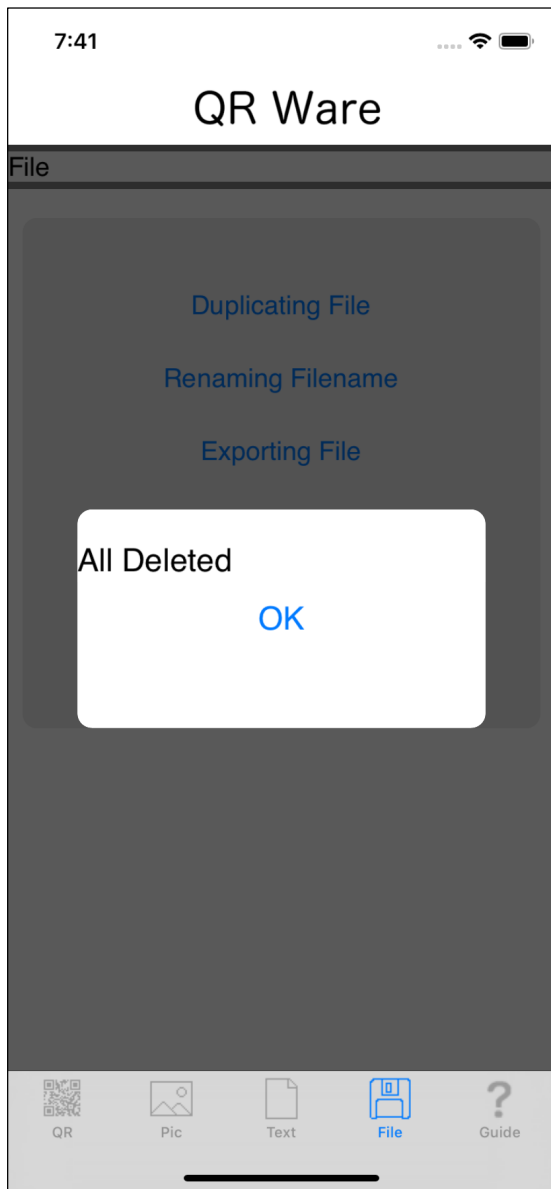 7:41
QR Ware
File
Duplicating File
Renaming Filename
Exporting File
All Deleted
OK
QR
Pic
Text
File
Guide